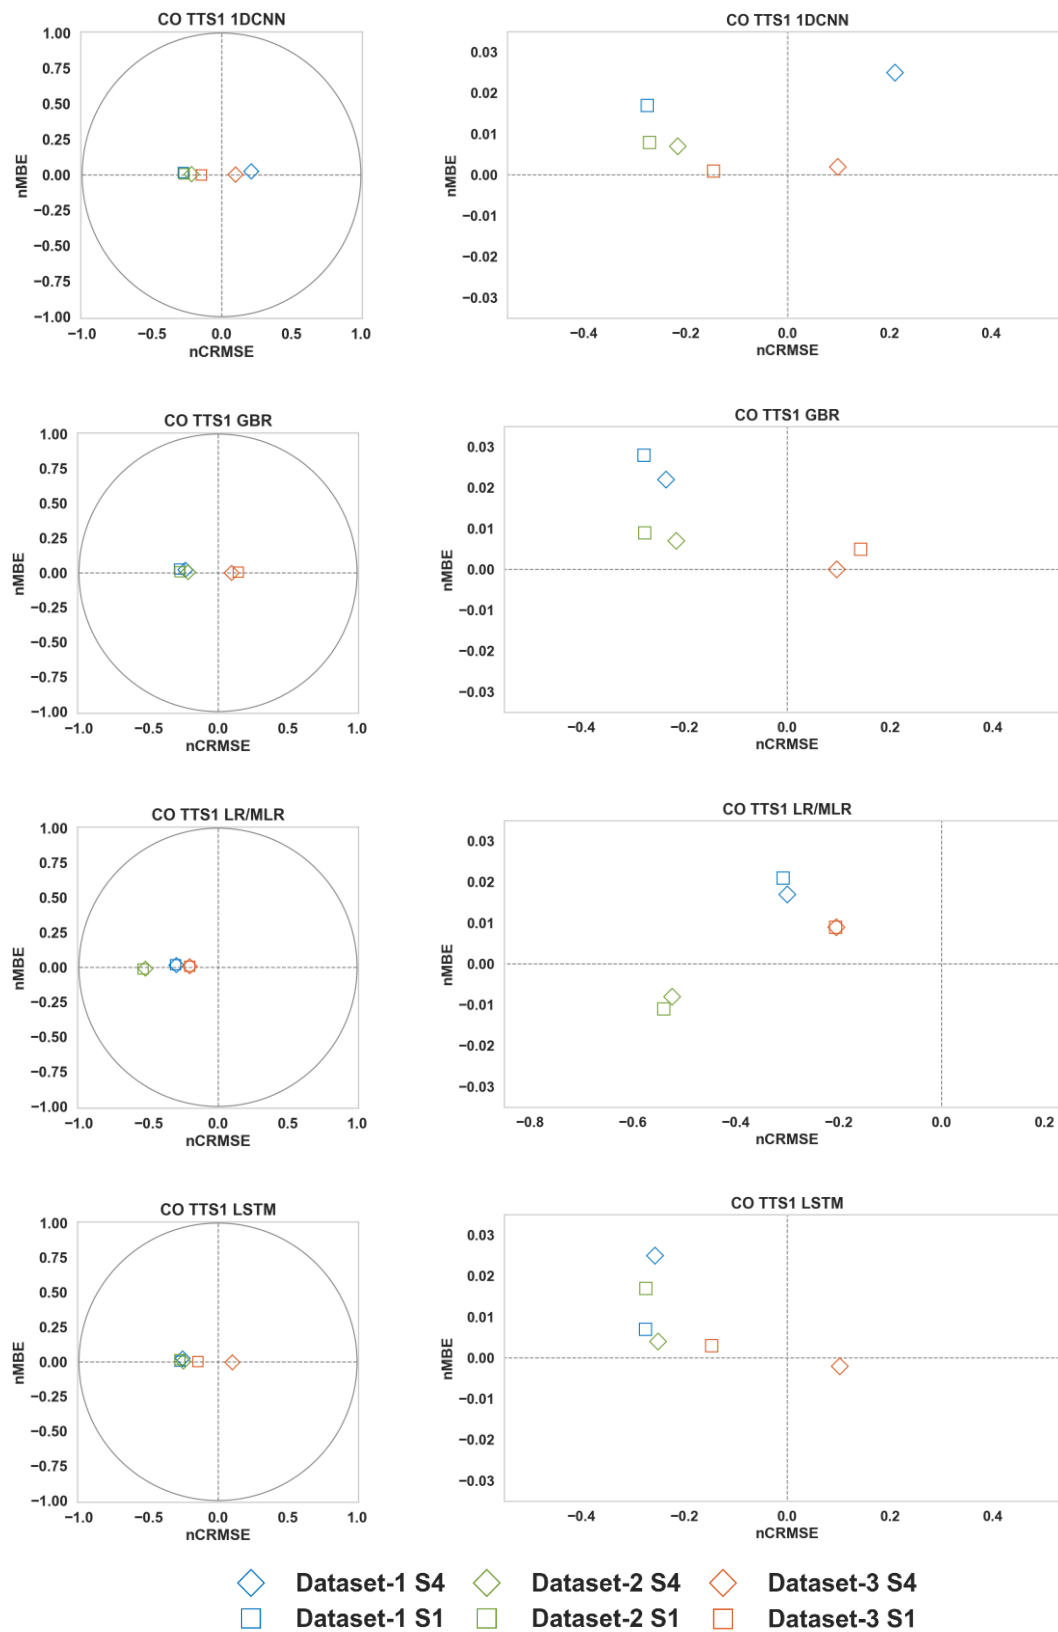 CO TTS1 1DCNN
1.00
0.75
0.50
0.25
0.00
−0.25
−0.50
−0.75
−1.00
nMBE
−1.0 −0.5 0.0 0.5 1.0
nCRMSE
CO TTS1 1DCNN
0.03
0.02
0.01
0.00
−0.01
−0.02
−0.03
nMBE
−0.4 −0.2 0.0 0.2 0.4
nCRMSE
CO TTS1 GBR
1.00
0.75
0.50
0.25
0.00
−0.25
−0.50
−0.75
−1.00
nMBE
−1.0 −0.5 0.0 0.5 1.0
nCRMSE
CO TTS1 GBR
0.03
0.02
0.01
0.00
−0.01
−0.02
−0.03
nMBE
−0.4 −0.2 0.0 0.2 0.4
nCRMSE
CO TTS1 LR/MLR
1.00
0.75
0.50
0.25
0.00
−0.25
−0.50
−0.75
−1.00
nMBE
−1.0 −0.5 0.0 0.5 1.0
nCRMSE
CO TTS1 LR/MLR
0.03
0.02
0.01
0.00
−0.01
−0.02
−0.03
nMBE
−0.8 −0.6 −0.4 −0.2 0.0 0.2
nCRMSE
CO TTS1 LSTM
1.00
0.75
0.50
0.25
0.00
−0.25
−0.50
−0.75
−1.00
nMBE
−1.0 −0.5 0.0 0.5 1.0
nCRMSE
CO TTS1 LSTM
0.03
0.02
0.01
0.00
−0.01
−0.02
−0.03
nMBE
−0.4 −0.2 0.0 0.2 0.4
nCRMSE
Dataset-1 S4 Dataset-2 S4 Dataset-3 S4
Dataset-1 S1 Dataset-2 S1 Dataset-3 S1